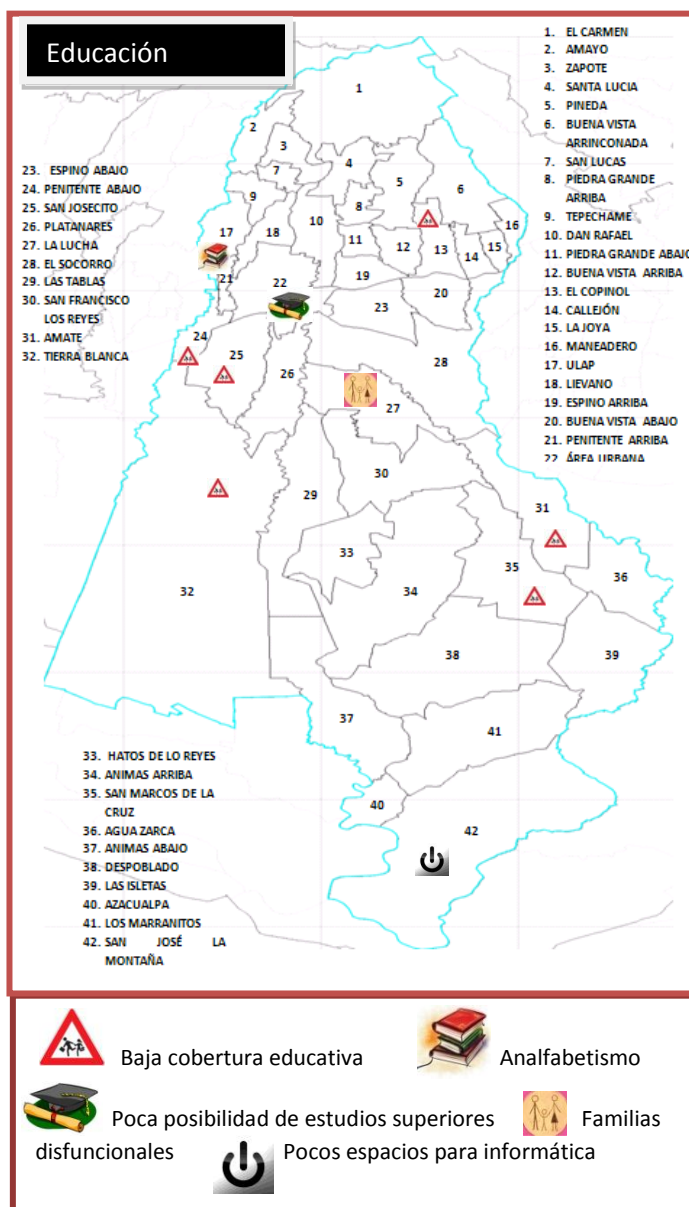 Educación
1. EL CARMEN
2. AMAYO
3. ZAPOTE
4. SANTA LUCIA
5. PINEDA
6. BUENA VISTA
ARRINCONADA
7. SAN LUCAS
8. PIEDRA GRANDE
ARRIBA
9. TEPECHAME
10. DAN RAFAEL
11. PIEDRA GRANDE ABAJO
12. BUENA VISTA ARRIBA
13. EL COPINOL
14. CALLEJÓN
15. LA JOYA
16. MANEADERO
17. ULAP
18. LIEVANO
19. ESPINO ARRIBA
20. BUENA VISTA ABAJO
21. PENITENTE ARRIBA
22 ÁREA URBANA
23. ESPINO ABAJO
24. PENITENTE ABAJO
25. SAN JOSECITO
26. PLATANARES
27. LA LUCHA
28. EL SOCORRO
29. LAS TABLAS
30. SAN FRANCISCO
LOS REYES
31. AMATE
32. TIERRA BLANCA
1
2
3
4
5
6
7
8
9
10
16
17
18
11
12
13
14
15
19
21
22
20
23
24
25
26
28
27
30
29
31
33
35
36
32
34
38
39
37
41
40
42
33. HATOS DE LO REYES
34. ANIMAS ARRIBA
35. SAN MARCOS DE LA
CRUZ
36. AGUA ZARCA
37. ANIMAS ABAJO
38. DESPOBLADO
39. LAS ISLETAS
40. AZACUALPA
41. LOS MARRANITOS
42. SAN JOSÉ LA
MONTAÑA
Baja cobertura educativa Analfabetismo
Poca posibilidad de estudios superiores Familias
disfuncionales Pocos espacios para informática